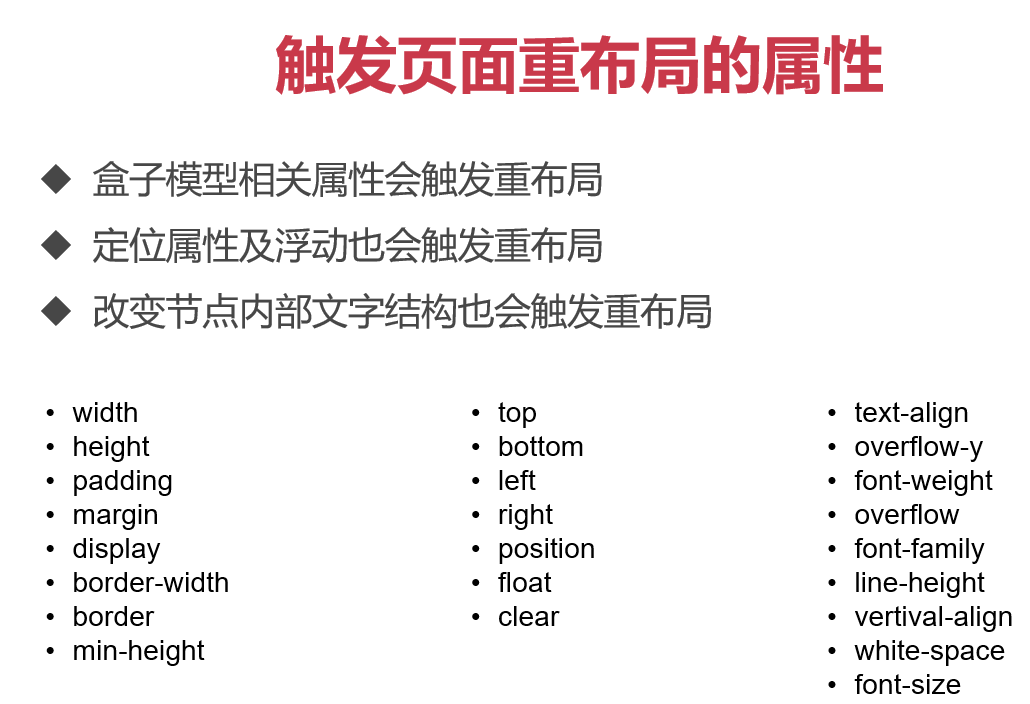 触发页面重布局的属性
◆ 盒子模型相关属性会触发重布局
◆ 定位属性及浮动也会触发重布局
◆ 改变节点内部文字结构也会触发重布局
• width
• height
• padding
• margin
• display
• border-width
• border
• min-height
• top
• bottom
• left
• right
• position
• float
• clear
• text-align
• overflow-y
• font-weight
• overflow
• font-family
• line-height
• vertival-align
• white-space
• font-size